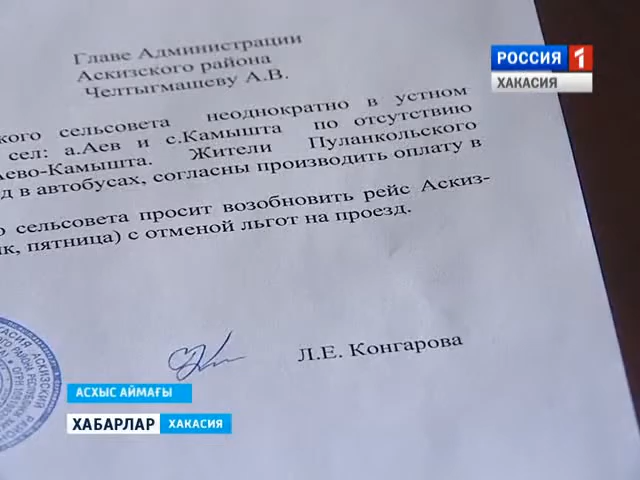 Главе Администрации
Аскизского района
Челтыгмашеву А.В.
РОССИЯ 1
ХАКАСИЯ
кого сельсовета неоднократно в устном
сел: а.Аев и с.Камышта по отсутствию
Аево-Камышта. Жители Пуланкольского
д в автобусах, согласны производить оплату в
о сельсовета просит возобновить рейс Аскиз-
ик, пятница) с отменой льгот на проезд.
Л.Е. Конгарова
АСХЫС АЙМАҒЫ
ХАБАРЛАР ХАКАСИЯ